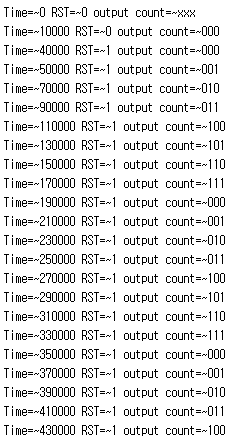 Time=~0 RST=~0 output count=~xxx
Time=~10000 RST=~0 output count=~000
Time=~40000 RST=~1 output count=~000
Time=~50000 RST=~1 output count=~001
Time=~70000 RST=~1 output count=~010
Time=~90000 RST=~1 output count=~011
Time=~110000 RST=~1 output count=~100
Time=~130000 RST=~1 output count=~101
Time=~150000 RST=~1 output count=~110
Time=~170000 RST=~1 output count=~111
Time=~190000 RST=~1 output count=~000
Time=~210000 RST=~1 output count=~001
Time=~230000 RST=~1 output count=~010
Time=~250000 RST=~1 output count=~011
Time=~270000 RST=~1 output count=~100
Time=~290000 RST=~1 output count=~101
Time=~310000 RST=~1 output count=~110
Time=~330000 RST=~1 output count=~111
Time=~350000 RST=~1 output count=~000
Time=~370000 RST=~1 output count=~001
Time=~390000 RST=~1 output count=~010
Time=~410000 RST=~1 output count=~011
Time=~430000 RST=~1 output count=~100